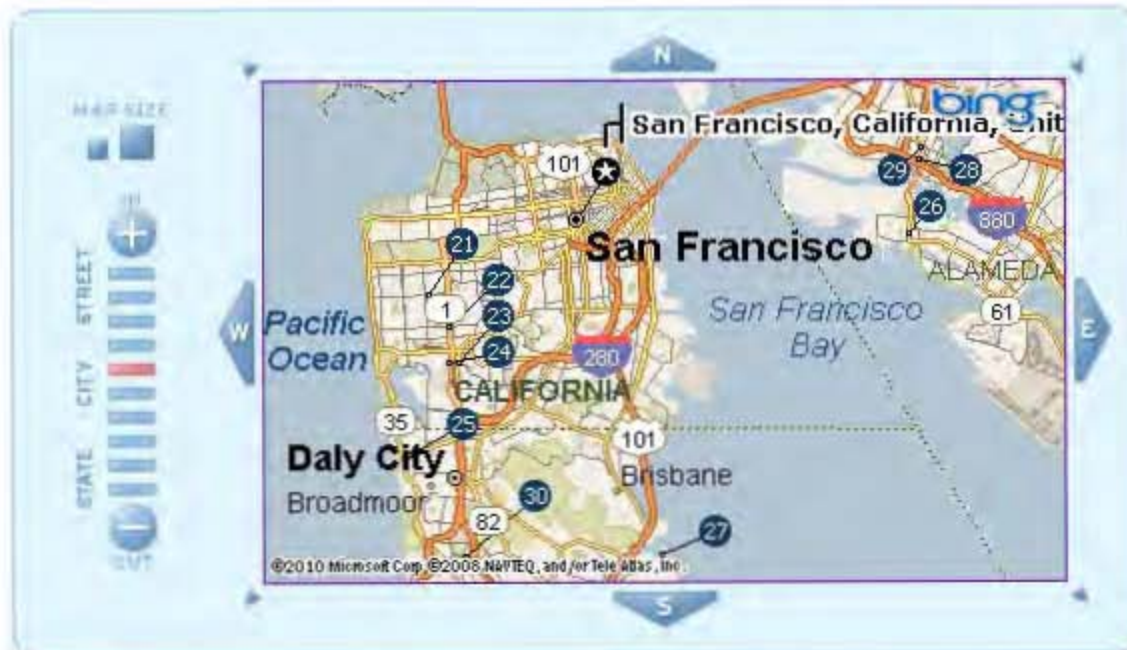 N
MAP SIZE
bing
San Francisco, California, Unit
101
29
28
26
880
21
San Francisco
ALAMEDA
22
1
23
61
Pacific
Ocean
San Francisco
Bay
W
E
24
280
CALIFORNIA
35
25
101
Daly City
Brisbane
Broadmoor
30
82
27
©2010 Microsoft Corp ©2008 NAVTEQ, and/or Tele Atlas, Inc.
S
IN
STREET
CITY
STATE
OUT